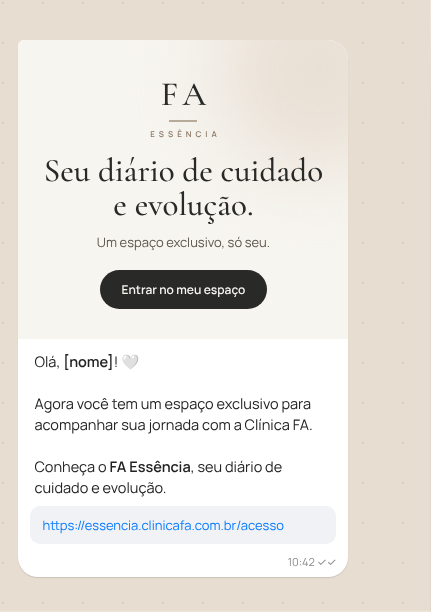 FA
ESSÊNCIA
Seu diário de cuidado
e evolução.
Um espaço exclusivo, só seu.
Entrar no meu espaço
Olá, [nome]! 🤍
Agora você tem um espaço exclusivo para
acompanhar sua jornada com a Clínica FA.
Conheça o FA Essência, seu diário de
cuidado e evolução.
https://essencia.clinicafa.com.br/acesso
10:42 ✓✓